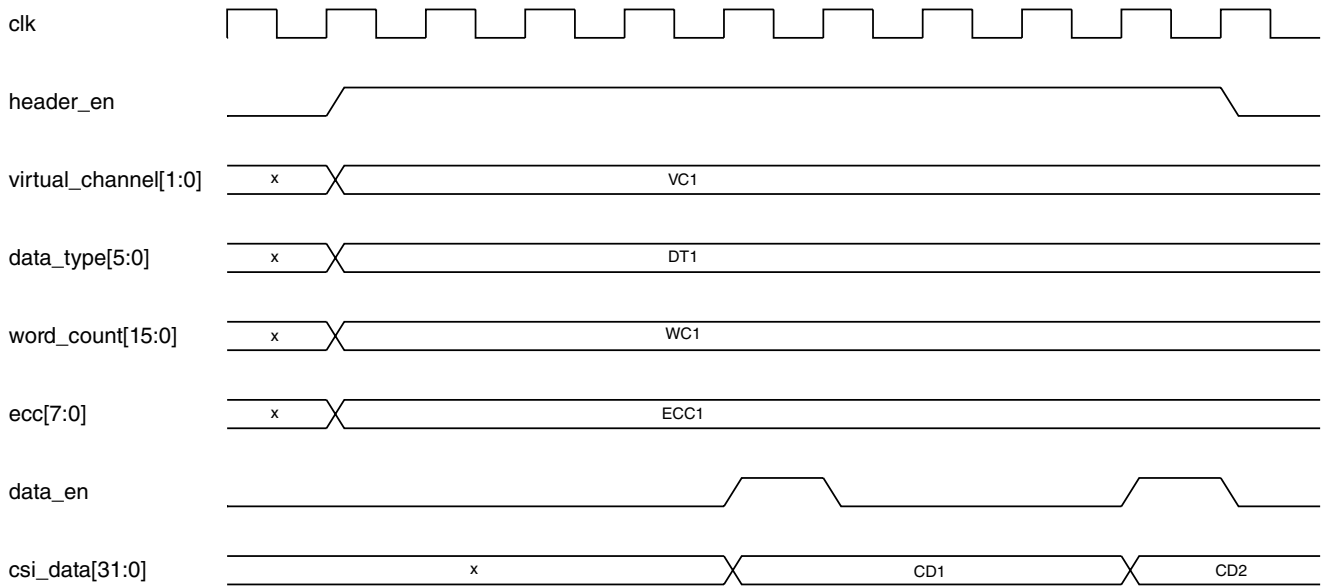 clk
header_en
virtual_channel[1:0] x VC1
data_type[5:0] x DT1
word_count[15:0] x WC1
ecc[7:0] x ECC1
data_en
csi_data[31:0] x CD1 CD2